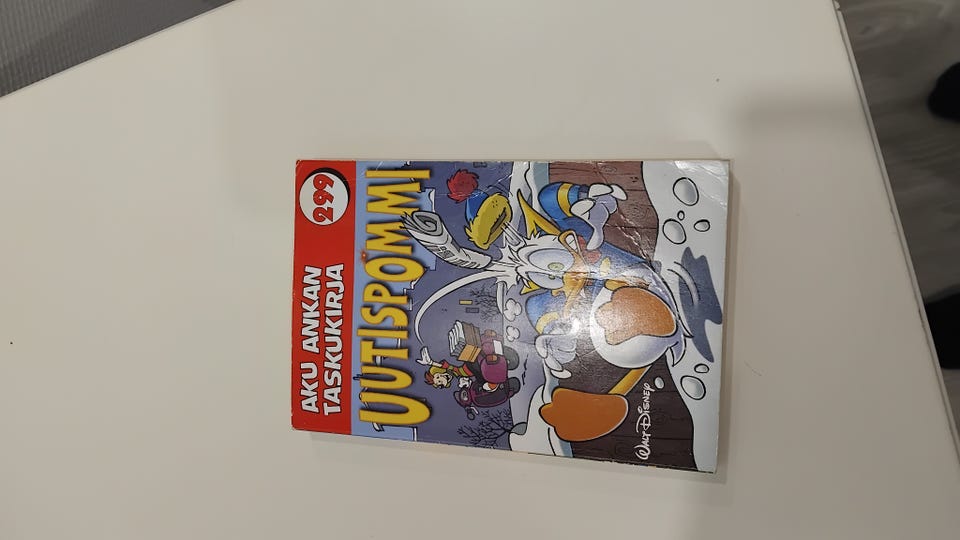 AKU ANKAN
TASKUKIRJA
299
UUTISPOMMI
WALT DISNEY